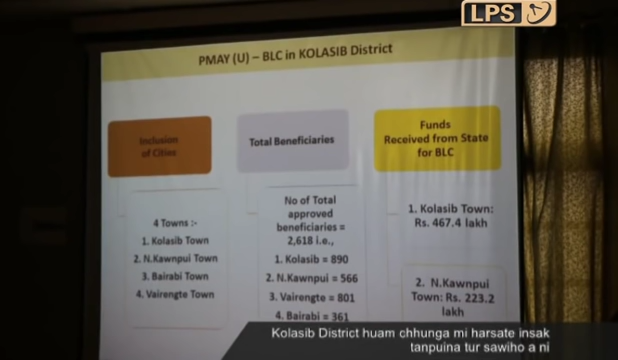 LPS
PMAY (U) – BLC in KOLASIB District
Inclusion
of Cities
4 Towns :-
1. Kolasib Town
2. N.Kawnpui Town
3. Bairabi Town
4. Vairengte Town
Total Beneficiaries
No of Total
approved
beneficiaries =
2,618 i.e.,
1. Kolasib = 890
2. N.Kawnpui = 566
3. Vairengte = 801
4. Bairabi = 361
Funds
Received from State
for BLC
1. Kolasib Town:
Rs. 467.4 lakh
2. N.Kawnpui
Town: Rs. 223.2
lakh
Kolasib District huam chhunga mi harsate insak
tanpuina tur sawiho a ni